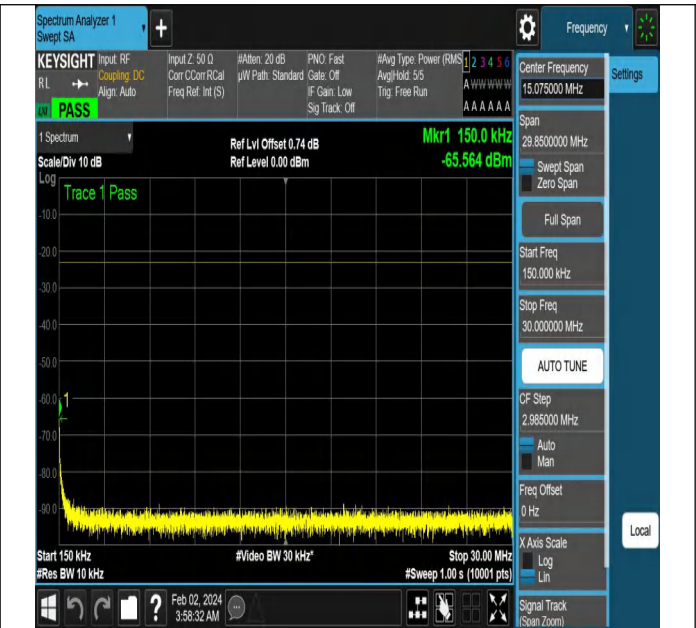 Spectrum Analyzer 1
Swept SA
+
Frequency
KEYSIGHT
Input: RF
Coupling: DC
Align: Auto
Input Z: 50 Ω
Corr CCorr RCal
Freq Ref: Int (S)
#Atten: 20 dB
µW Path: Standard
PNO: Fast
Gate: Off
IF Gain: Low
Sig Track: Off
#Avg Type: Power (RMS
Avg|Hold: 5/5
Trig: Free Run
1 2 3 4 5 6
A W W W W W
A A A A A A
RL
PASS
1 Spectrum
Scale/Div 10 dB
Ref Lvl Offset 0.74 dB
Ref Level 0.00 dBm
Mkr1 150.0 kHz
-65.564 dBm
Log
Trace 1 Pass
-10.0
-20.0
-30.0
-40.0
-50.0
-60.0
1
-70.0
-80.0
-90.0
Start 150 kHz
#Video BW 30 kHz*
Stop 30.00 MHz
#Res BW 10 kHz
#Sweep 1.00 s (10001 pts)
?
Feb 02, 2024
3:58:32 AM
Center Frequency
15.075000 MHz
Settings
Span
29.8500000 MHz
Swept Span
Zero Span
Full Span
Start Freq
150.000 kHz
Stop Freq
30.000000 MHz
AUTO TUNE
CF Step
2.985000 MHz
Auto
Man
Freq Offset
0 Hz
X Axis Scale
Log
Lin
Local
Signal Track
(Span Zoom)